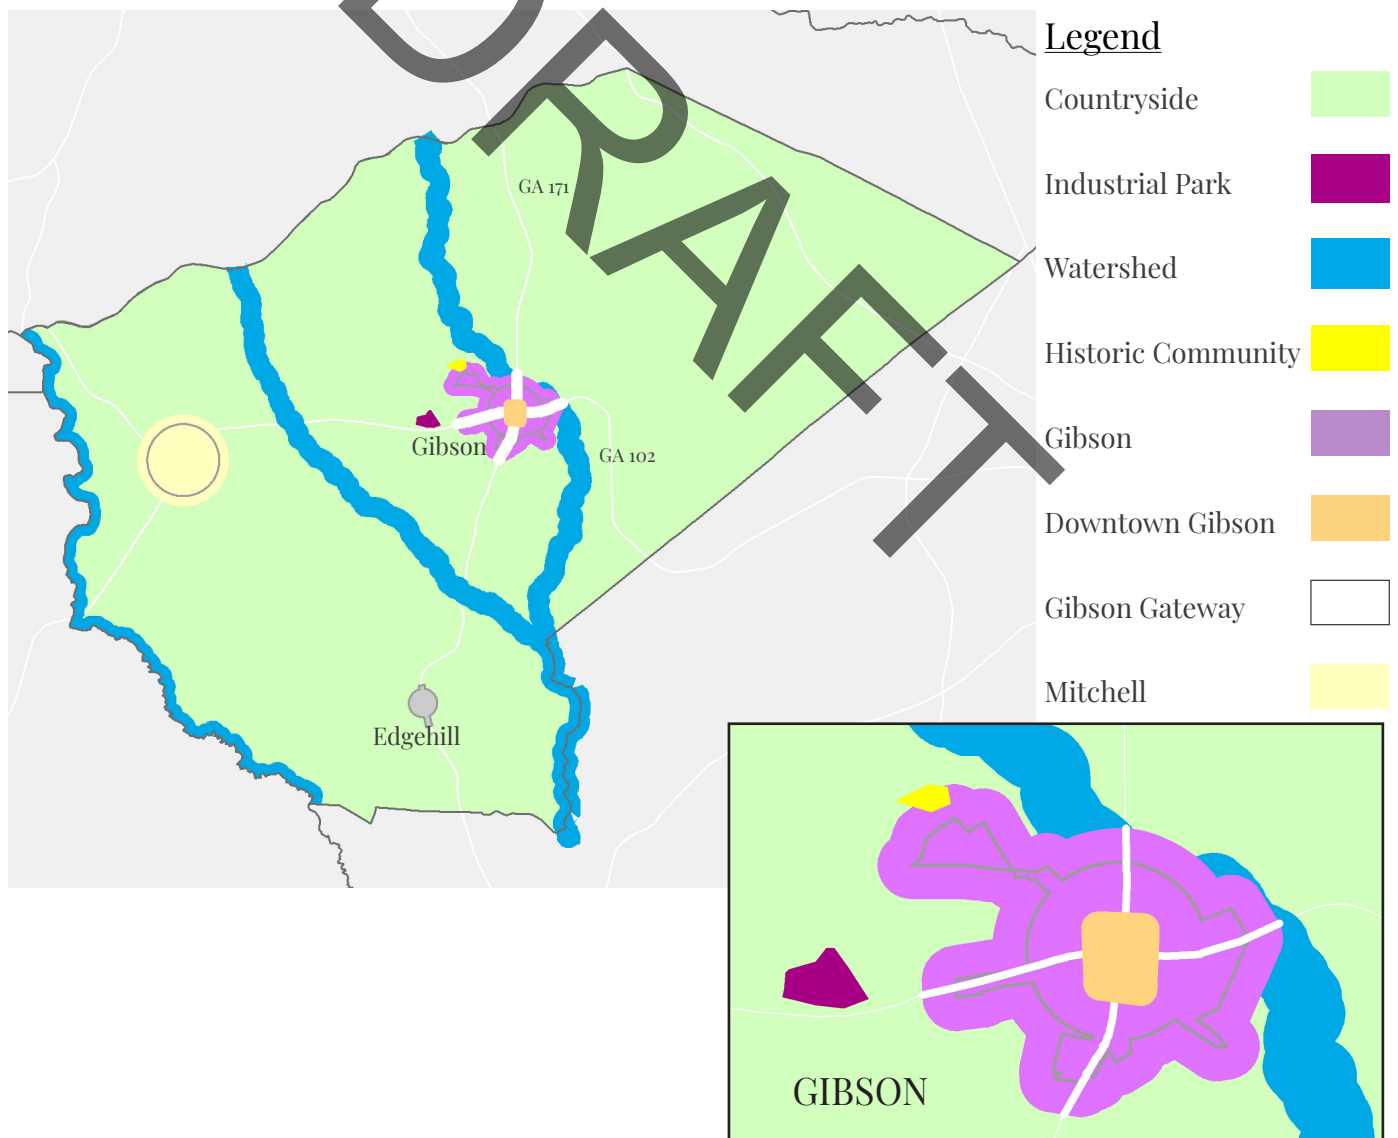 DRAFT
Legend
Countryside
Industrial Park
Watershed
Historic Community
Gibson
Downtown Gibson
Gibson Gateway
Mitchell
GA 171
Gibson
GA 102
Edgehill
GIBSON